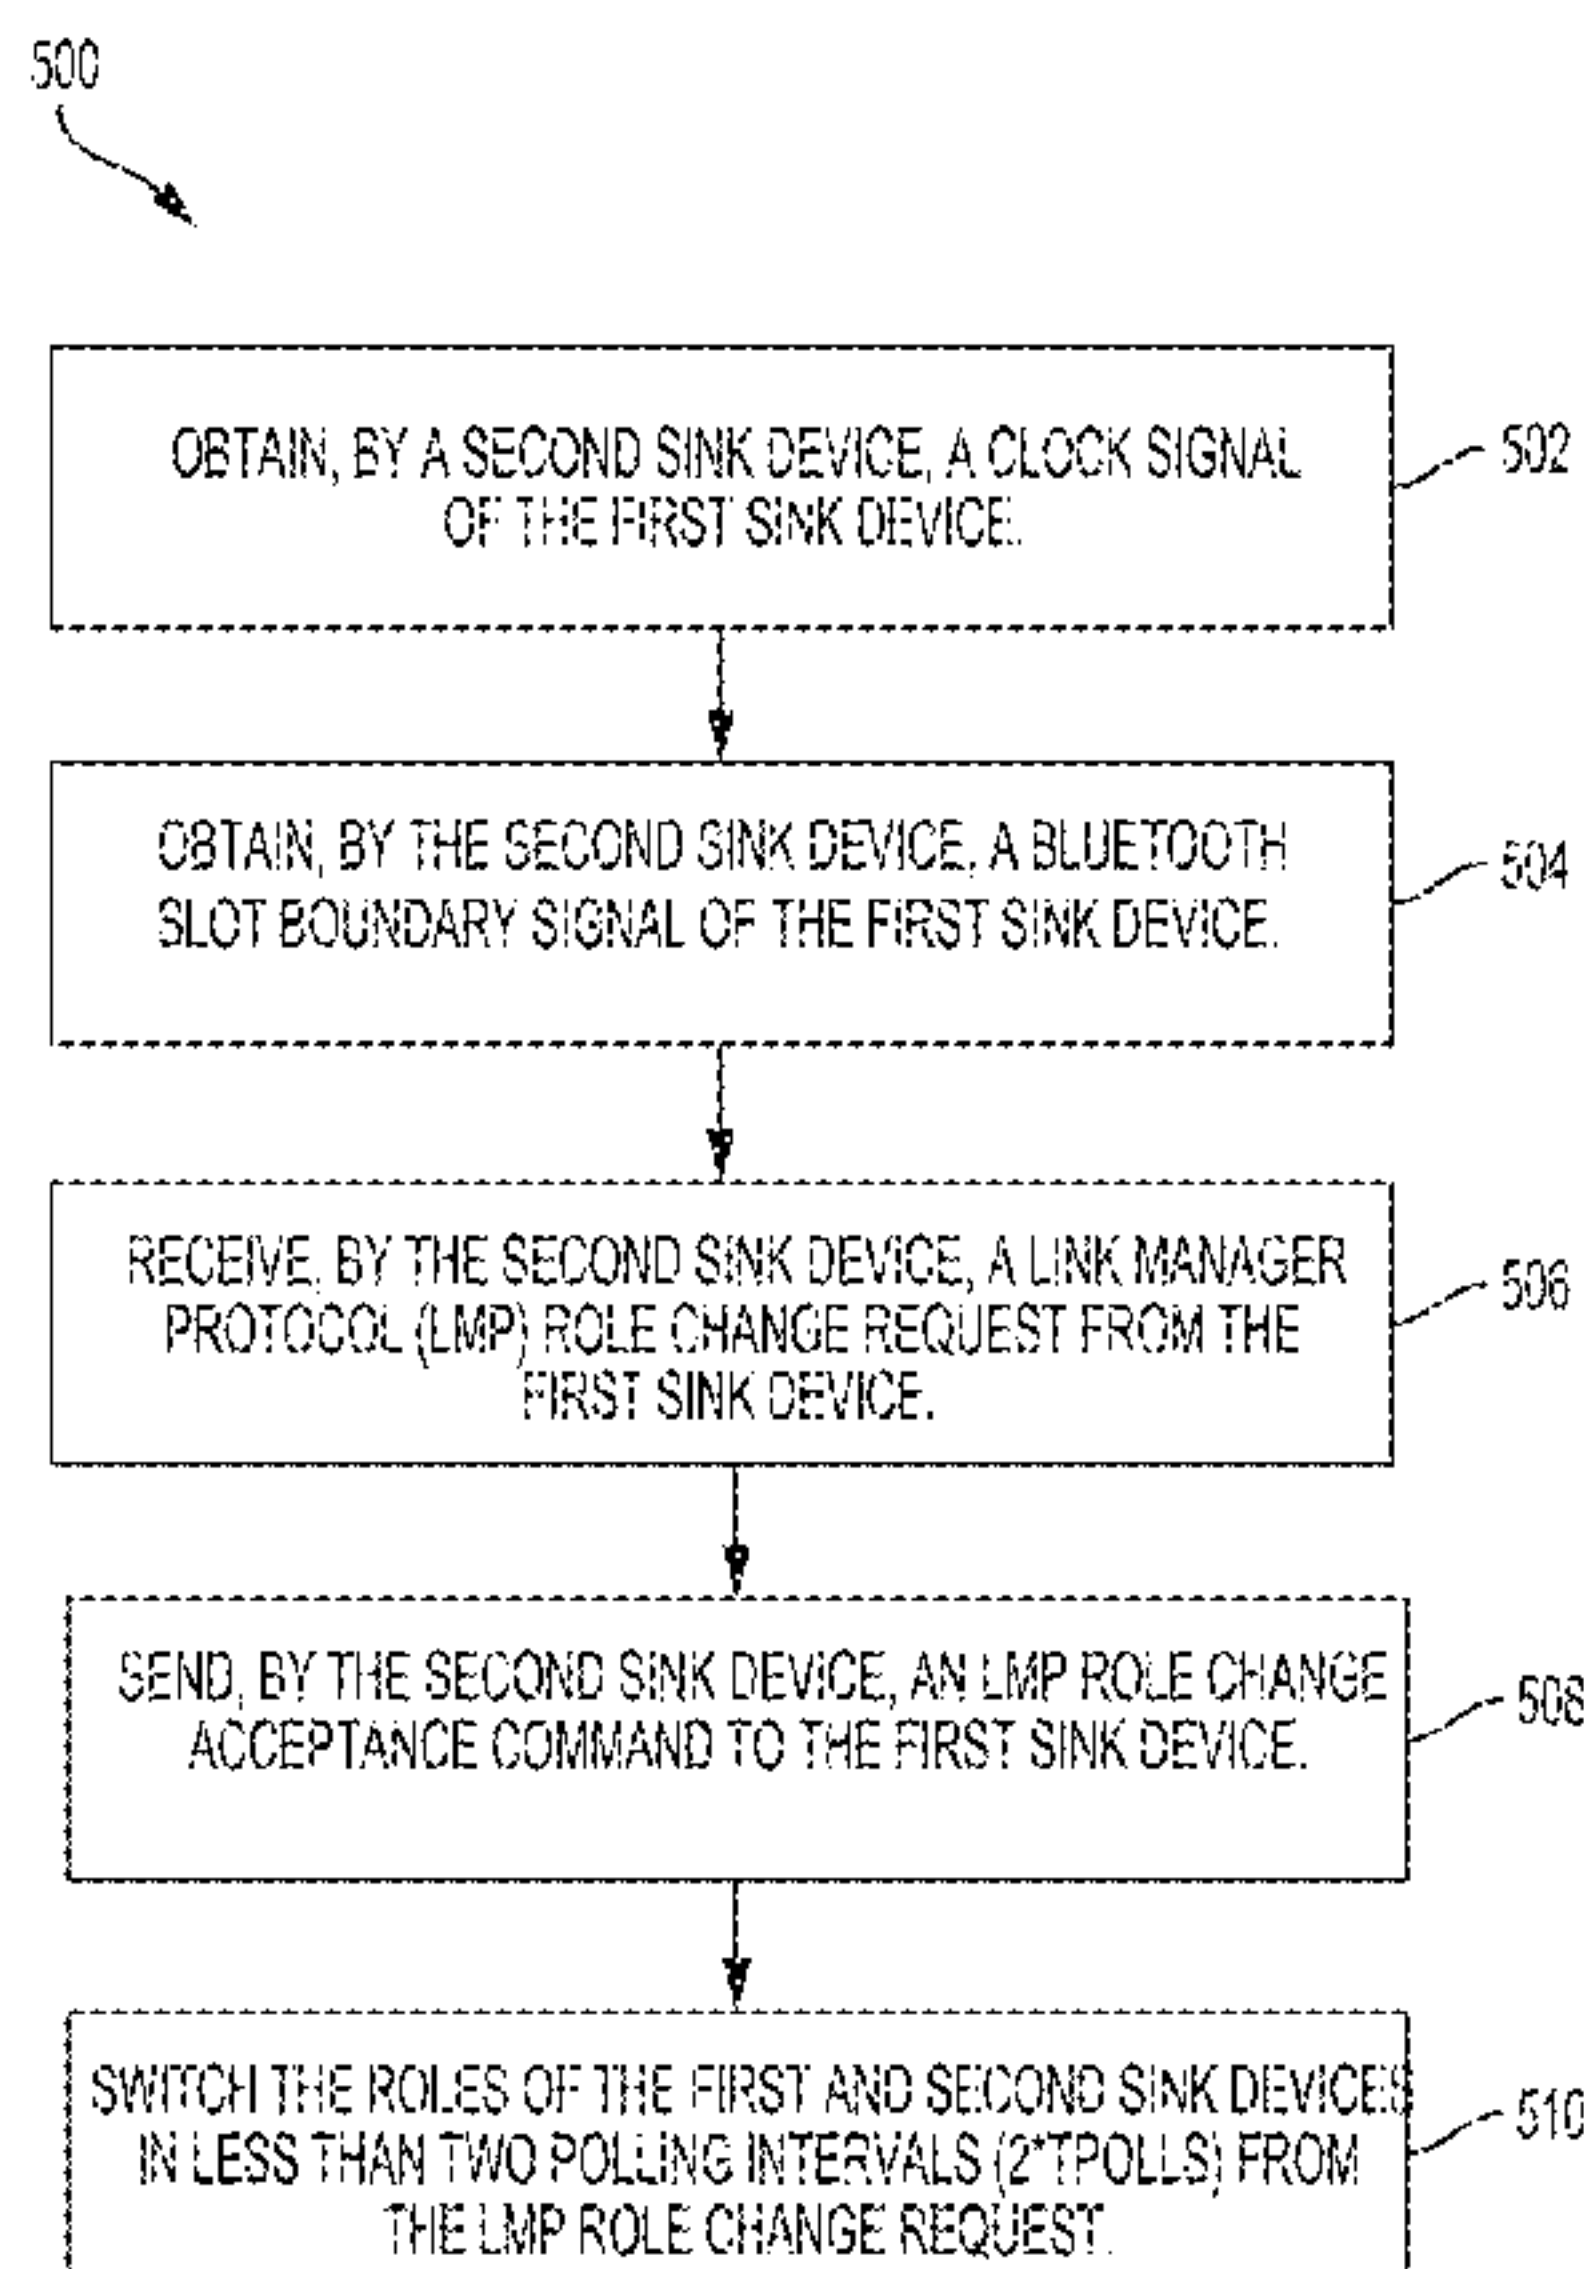 500
OBTAIN, BY A SECOND SINK DEVICE, A CLOCK SIGNAL
OF THE FIRST SINK DEVICE.
502
OBTAIN, BY THE SECOND SINK DEVICE, A BLUETOOTH
SLOT BOUNDARY SIGNAL OF THE FIRST SINK DEVICE.
504
RECEIVE, BY THE SECOND SINK DEVICE, A LINK MANAGER
PROTOCOL (LMP) ROLE CHANGE REQUEST FROM THE
FIRST SINK DEVICE.
506
SEND, BY THE SECOND SINK DEVICE, AN LMP ROLE CHANGE
ACCEPTANCE COMMAND TO THE FIRST SINK DEVICE.
508
SWITCH THE ROLES OF THE FIRST AND SECOND SINK DEVICES
IN LESS THAN TWO POLLING INTERVALS (2*TPOLLS) FROM
THE LMP ROLE CHANGE REQUEST.
510